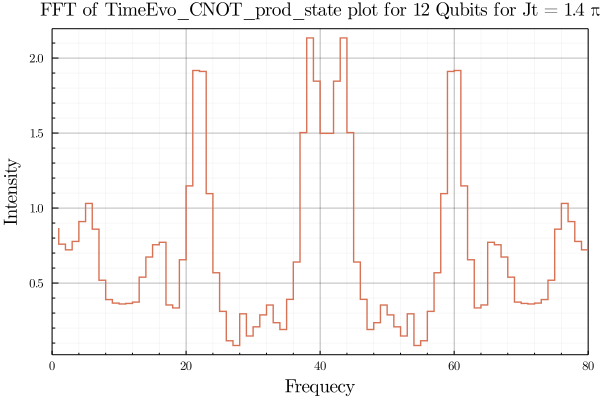 FFT of TimeEvo_CNOT_prod_state plot for 12 Qubits for Jt = 1.4 π
2.0
1.5
1.0
0.5
Intensity
0 20 40 60 80
Frequecy